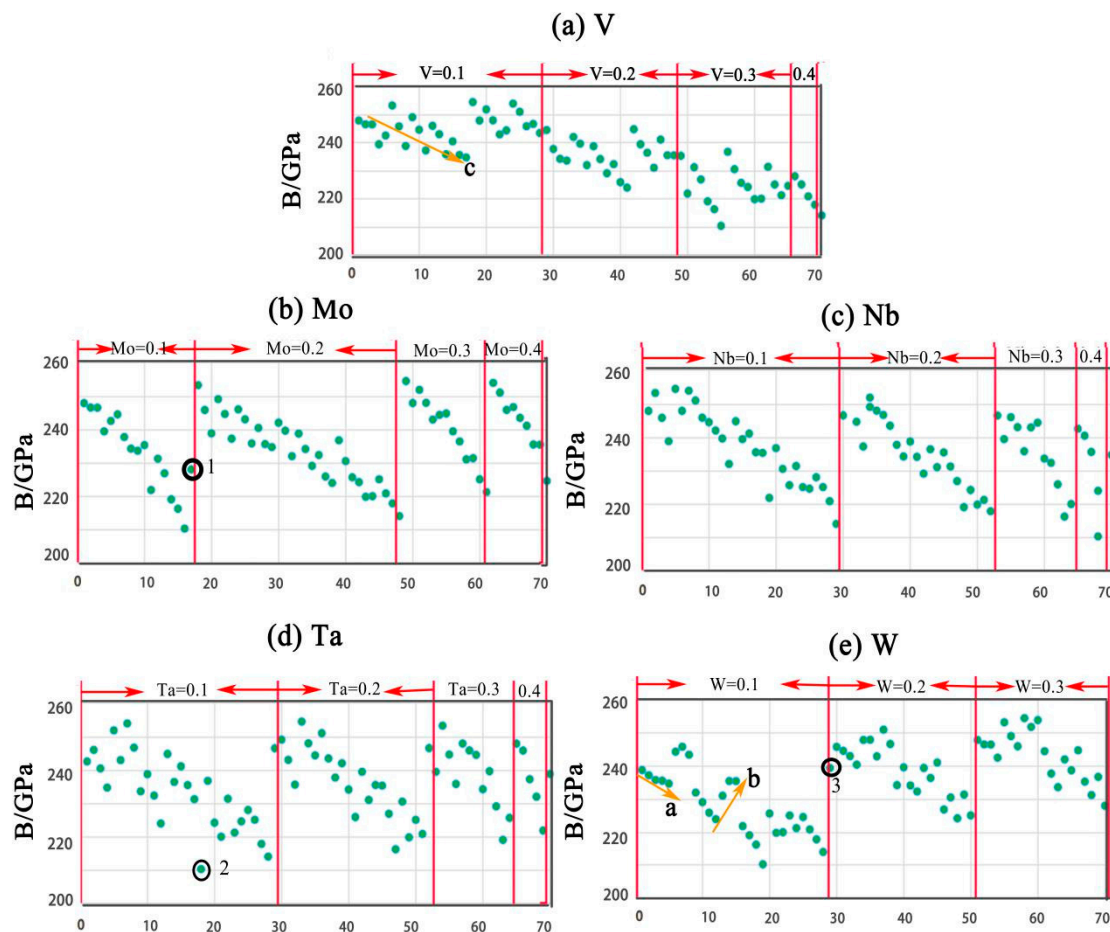 (a) V
V=0.1 V=0.2 V=0.3 0.4
B/GPa
260
240
220
200
c
0 10 20 30 40 50 60 70
(b) Mo
Mo=0.1 Mo=0.2 Mo=0.3 Mo=0.4
B/GPa
260
240
220
200
1
0 10 20 30 40 50 60 70
(c) Nb
Nb=0.1 Nb=0.2 Nb=0.3 0.4
B/GPa
260
240
220
200
0 10 20 30 40 50 60 70
(d) Ta
Ta=0.1 Ta=0.2 Ta=0.3 0.4
B/GPa
260
240
220
200
2
0 10 20 30 40 50 60 70
(e) W
W=0.1 W=0.2 W=0.3
B/GPa
260
240
220
200
a
b
3
0 10 20 30 40 50 60 70